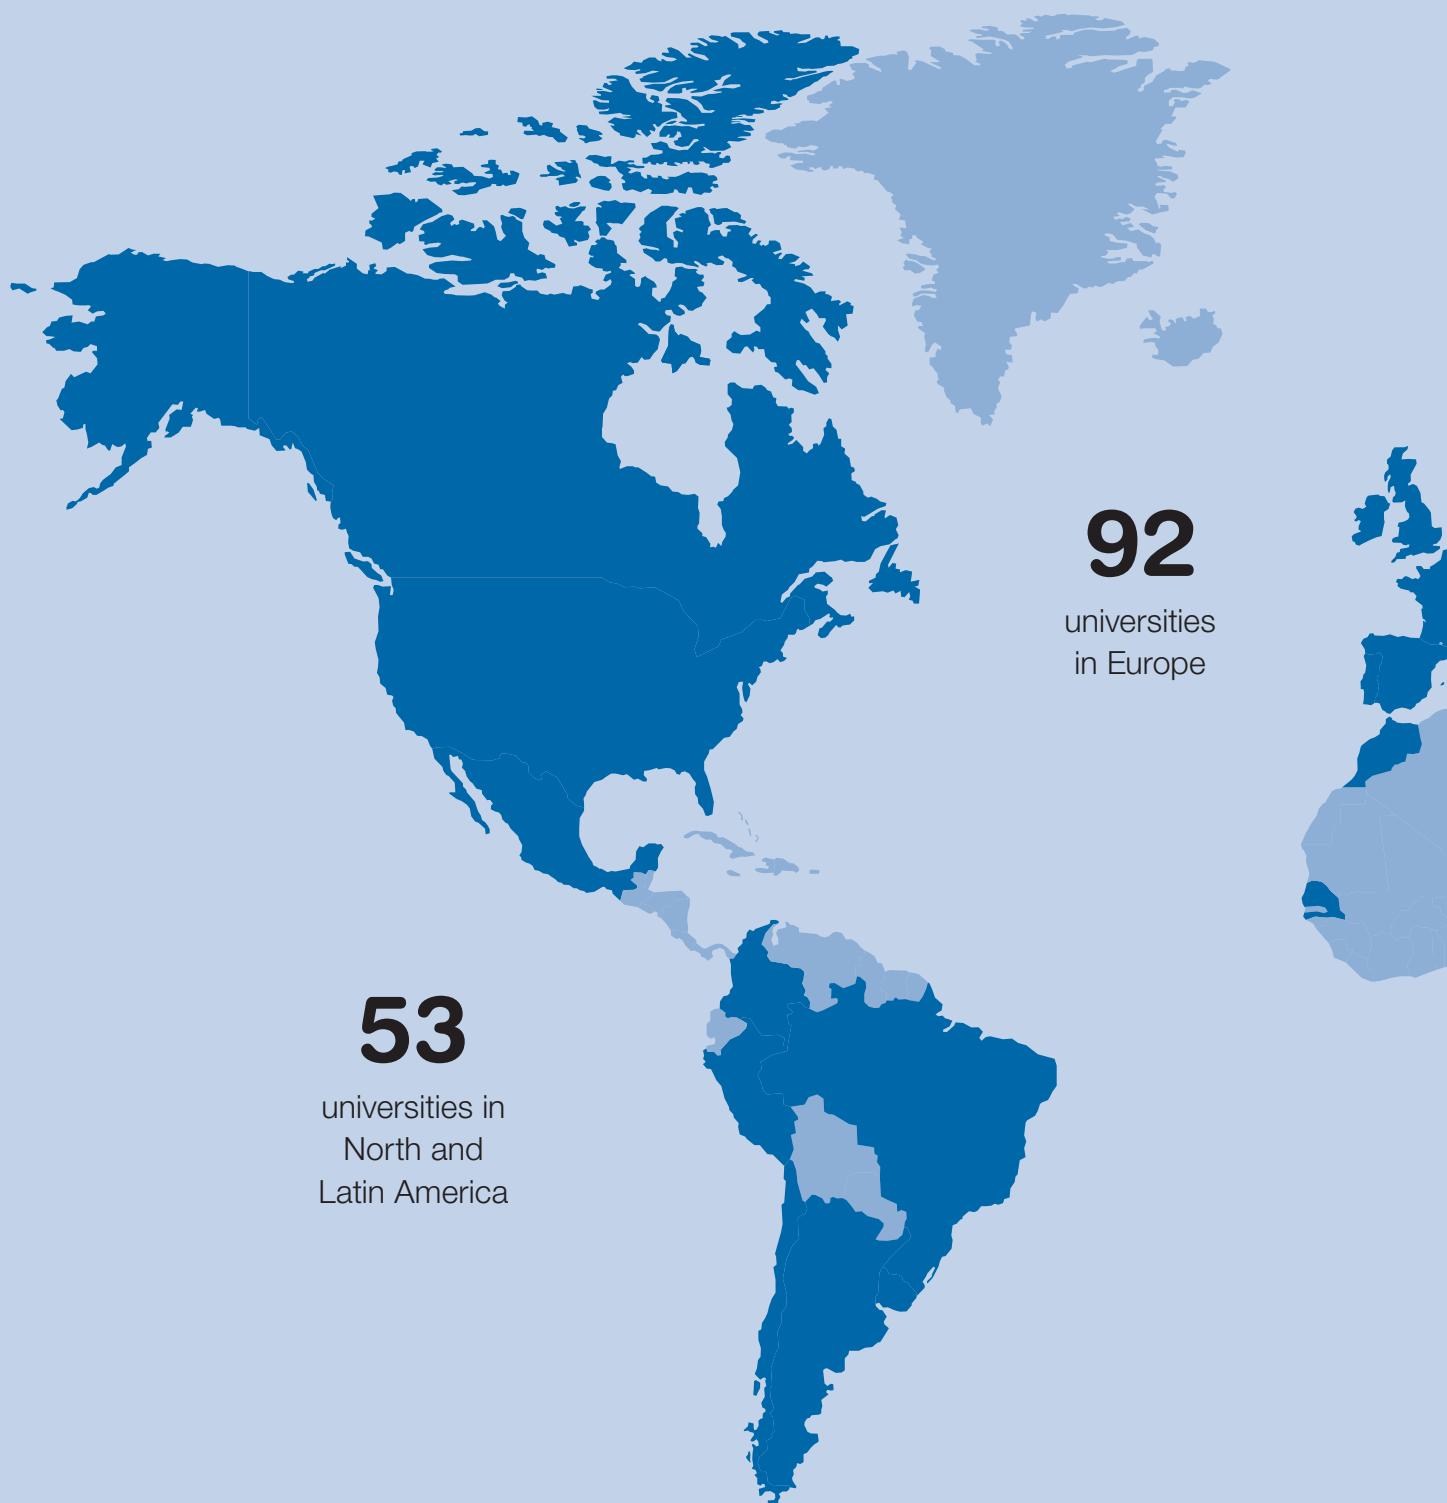 92
universities
in Europe
53
universities in
North and
Latin America